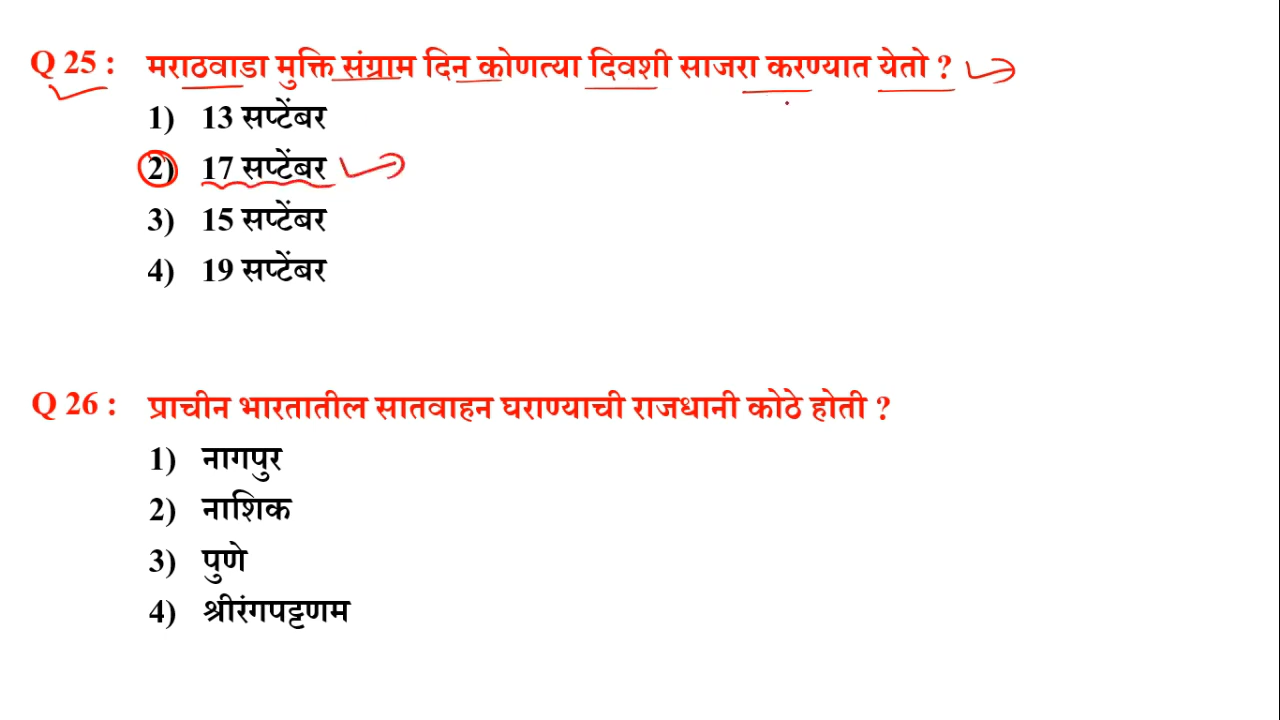 Q 25 : मराठवाडा मुक्ति संग्राम दिन कोणत्या दिवशी साजरा करण्यात येतो ?
1) 13 सप्टेंबर
2) 17 सप्टेंबर
3) 15 सप्टेंबर
4) 19 सप्टेंबर
Q 26 : प्राचीन भारतातील सातवाहन घराण्याची राजधानी कोठे होती ?
1) नागपुर
2) नाशिक
3) पुणे
4) श्रीरंगपट्टणम